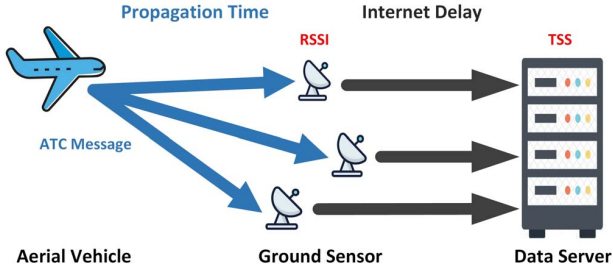 Propagation Time
Internet Delay
RSSI
TSS
ATC Message
Aerial Vehicle
Ground Sensor
Data Server